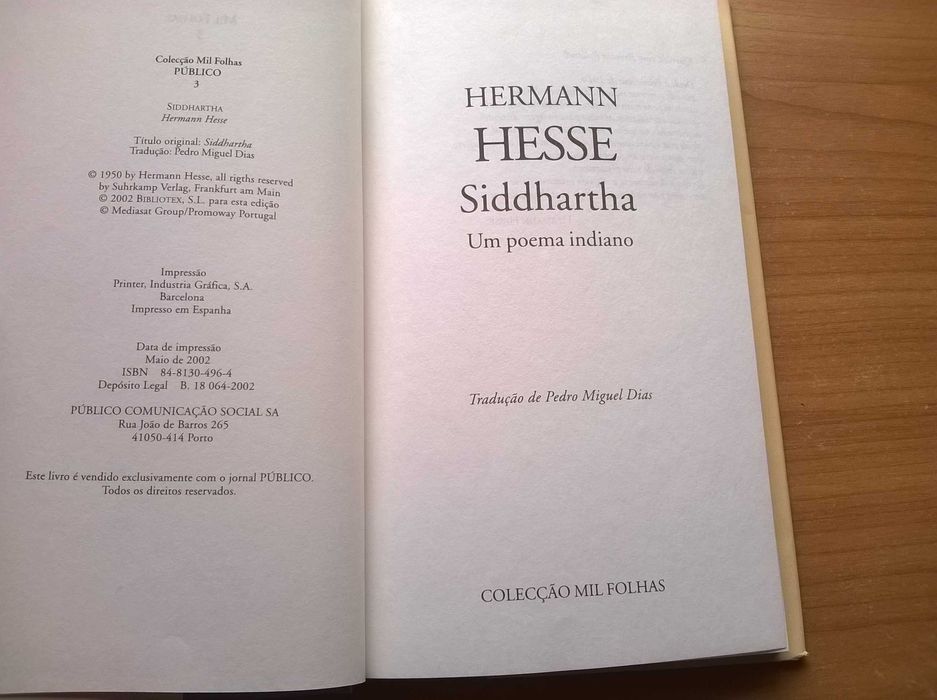 Colecção Mil Folhas
PÚBLICO
3
SIDDHARTHA
Hermann Hesse
Título original: Siddhartha
Tradução: Pedro Miguel Dias
© 1950 by Hermann Hesse, all rigths reserved
by Suhrkamp Verlag, Frankfurt am Main
© 2002 BIBLIOTEX, S.L. para esta edição
© Mediasat Group/Promoway Portugal
Impressão
Printer, Industria Gráfica, S.A.
Barcelona
Impresso em Espanha
Data de impressão
Maio de 2002
ISBN 84-8130-496-4
Depósito Legal B. 18 064-2002
PÚBLICO COMUNICAÇÃO SOCIAL SA
Rua João de Barros 265
41050-414 Porto
Este livro é vendido exclusivamente com o jornal PÚBLICO.
Todos os direitos reservados.
HERMANN
HESSE
Siddhartha
Um poema indiano
Tradução de Pedro Miguel Dias
COLECÇÃO MIL FOLHAS